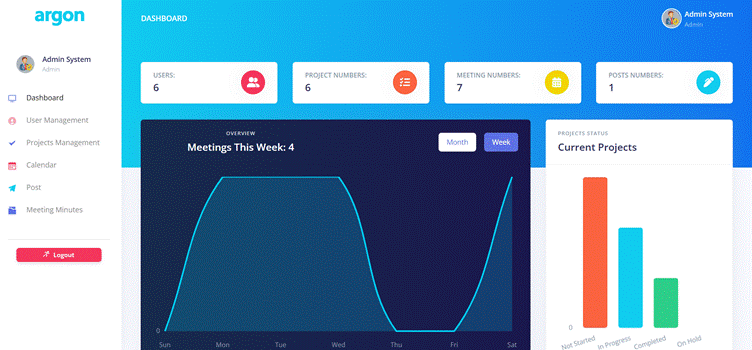 argon
Admin System
Admin
Dashboard
User Management
Projects Management
Calendar
Post
Meeting Minutes
Logout
DASHBOARD
Admin System
Admin
USERS:
6
PROJECT NUMBERS:
6
MEETING NUMBERS:
7
POSTS NUMBERS:
1
OVERVIEW
Meetings This Week: 4
Month
Week
0
Sun Mon Tue Wed Thu Fri Sat
PROJECTS STATUS
Current Projects
0
Not Started In Progress Completed On Hold